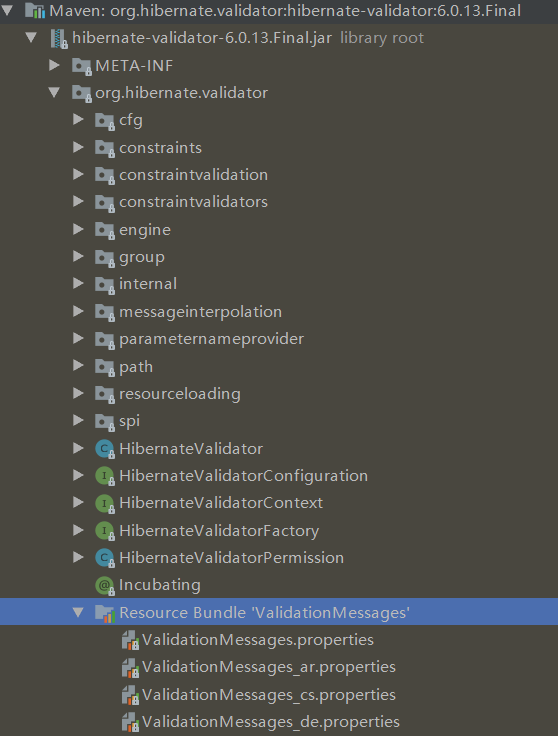 Maven: org.hibernate.validator:hibernate-validator:6.0.13.Final
hibernate-validator-6.0.13.Final.jar library root
META-INF
org.hibernate.validator
cfg
constraints
constraintvalidation
constraintvalidators
engine
group
internal
messageinterpolation
parameternameprovider
path
resourceloading
spi
HibernateValidator
HibernateValidatorConfiguration
HibernateValidatorContext
HibernateValidatorFactory
HibernateValidatorPermission
Incubating
Resource Bundle 'ValidationMessages'
ValidationMessages.properties
ValidationMessages_ar.properties
ValidationMessages_cs.properties
ValidationMessages_de.properties